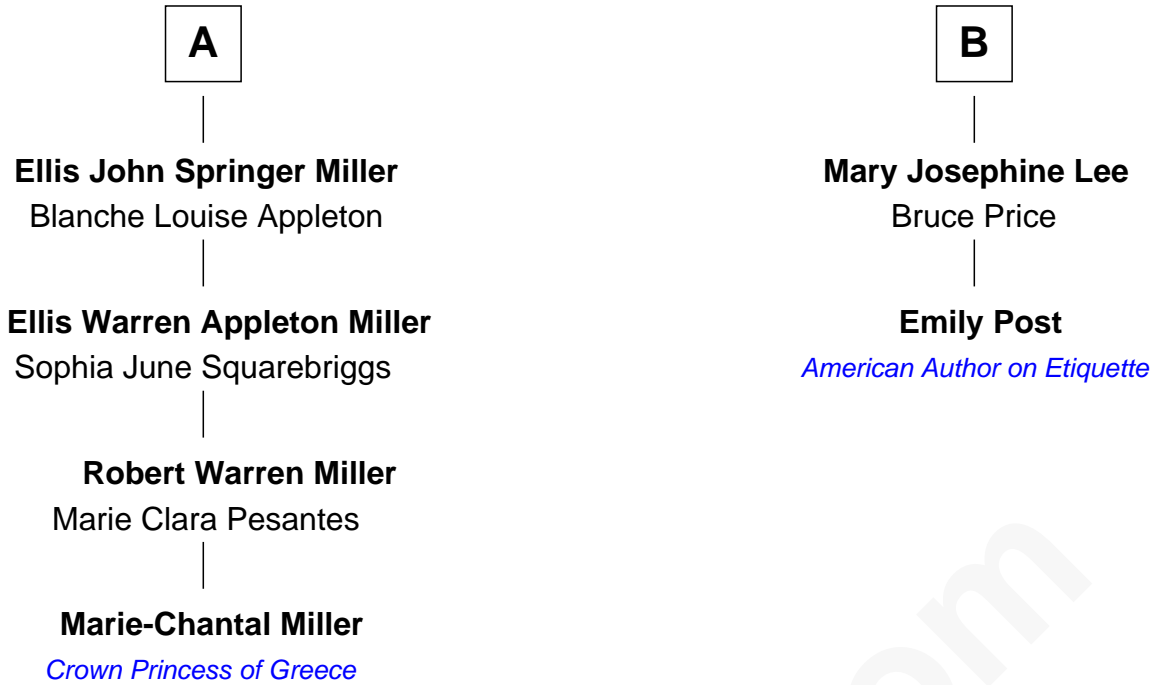 A
Ellis John Springer Miller
Blanche Louise Appleton
Ellis Warren Appleton Miller
Sophia June Squarebriggs
Robert Warren Miller
Marie Clara Pesantes
Marie-Chantal Miller
Crown Princess of Greece
B
Mary Josephine Lee
Bruce Price
Emily Post
American Author on Etiquette
om